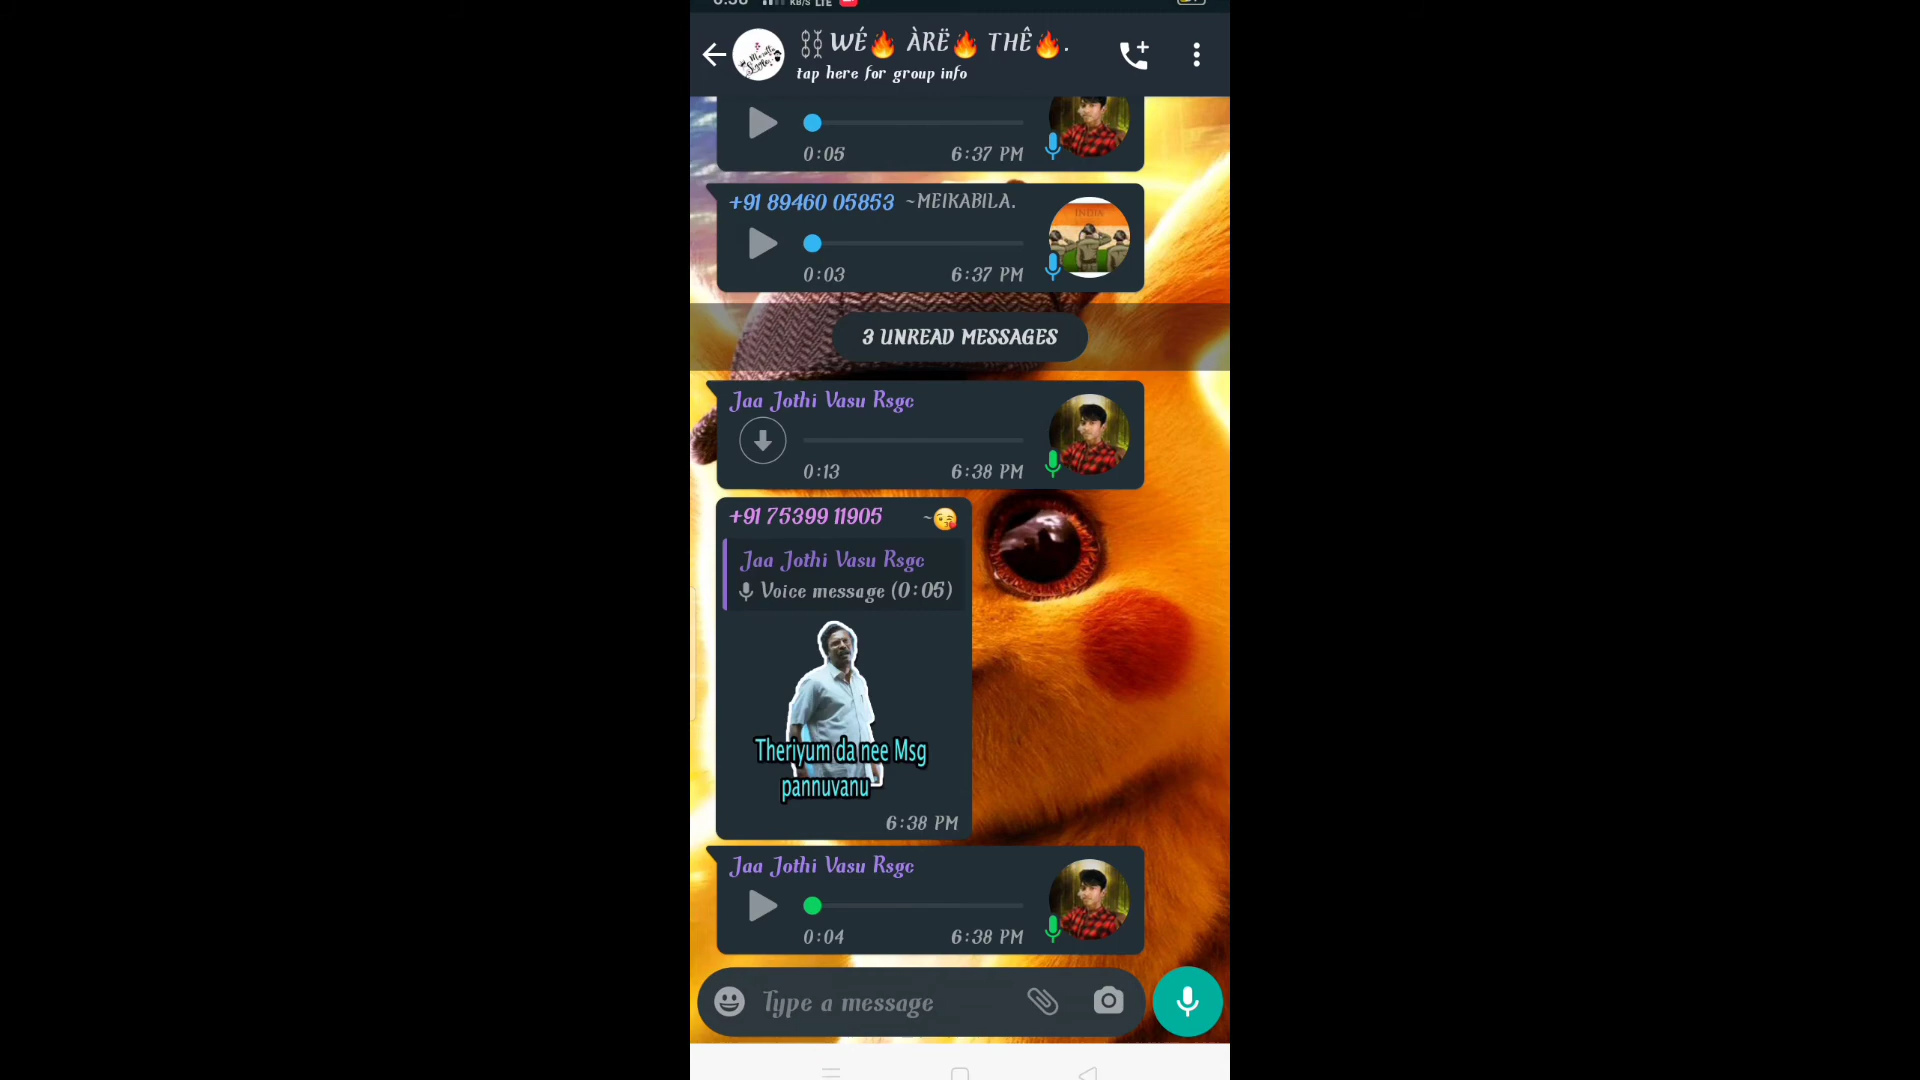 WÉ🔥 ÀRË🔥 THÊ🔥.
tap here for group info
0:05 6:37 PM
+91 89460 05853 ~MEIKABILA.
INDIA
0:03 6:37 PM
3 UNREAD MESSAGES
Jaa Jothi Vasu Rsgc
0:13 6:38 PM
+91 75399 11905 ~😘
Jaa Jothi Vasu Rsgc
Voice message (0:05)
Theriyum da nee Msg
pannuvanu
6:38 PM
Jaa Jothi Vasu Rsgc
0:04 6:38 PM
Type a message